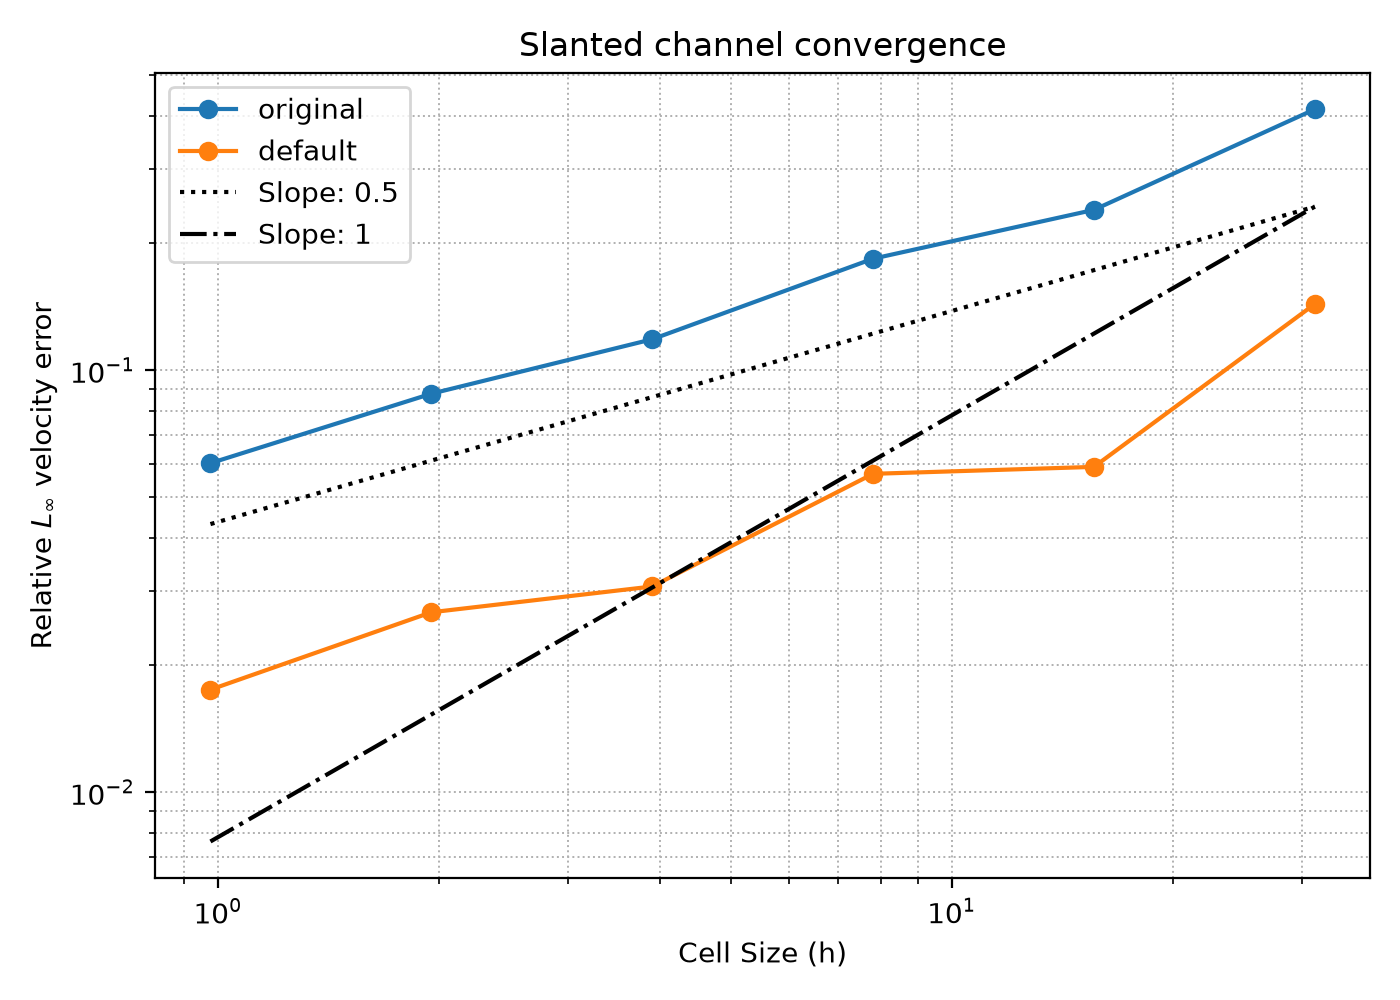 Slanted channel convergence
original
default
Slope: 0.5
Slope: 1
Relative L∞ velocity error
10⁻¹
10⁻²
10⁰
10¹
Cell Size (h)